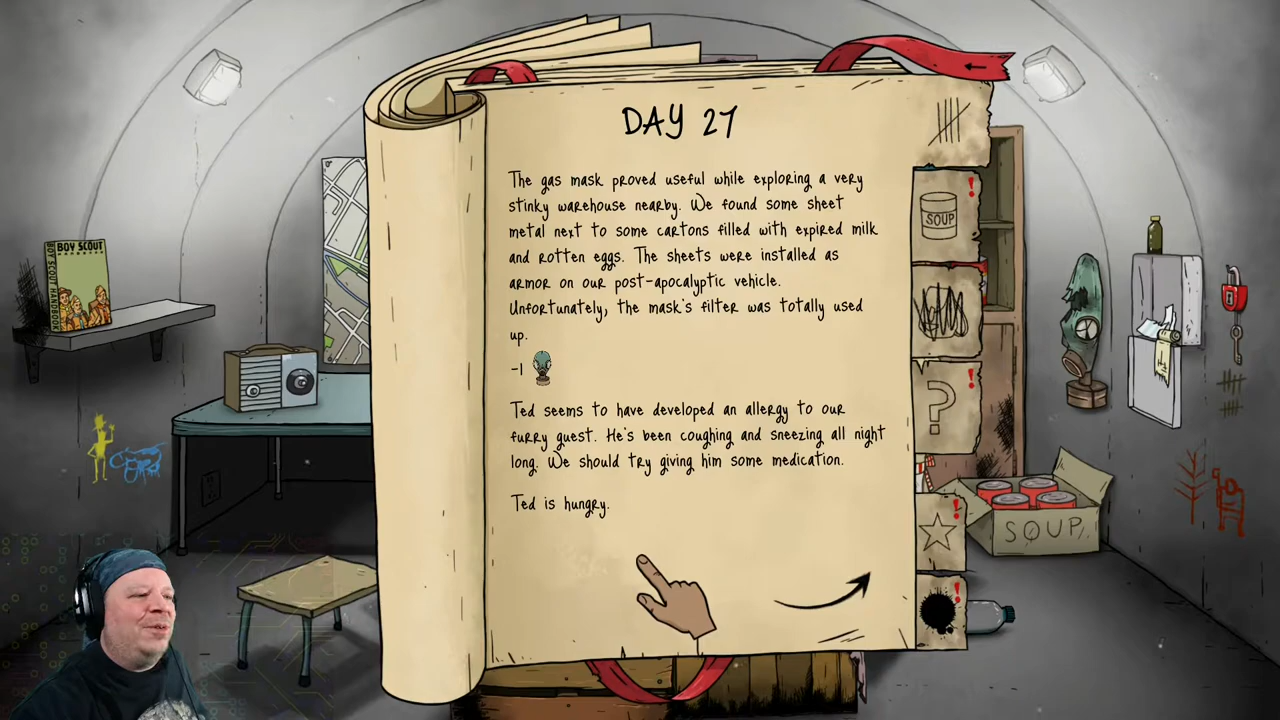 DAY 27
The gas mask proved useful while exploring a very
stinky warehouse nearby. We found some sheet
metal next to some cartons filled with expired milk
and rotten eggs. The sheets were installed as
armor on our post-apocalyptic vehicle.
Unfortunately, the mask's filter was totally used
up.
-1
Ted seems to have developed an allergy to our
furry guest. He's been coughing and sneezing all night
long. We should try giving him some medication.
Ted is hungry.
BOY SCOUT
BOY SCOUT HANDBOOK
!
SOUP
!
?
!
!
SOUP